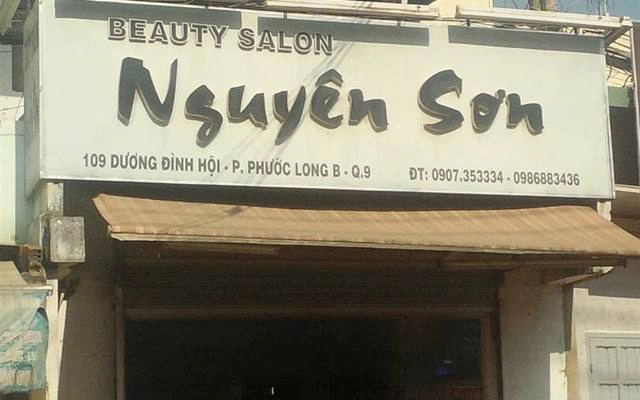 BEAUTY SALON
Nguyên Sơn
109 DƯƠNG ĐÌNH HỘI - P. PHƯỚC LONG B - Q.9 ĐT: 0907.353334 - 0986883436